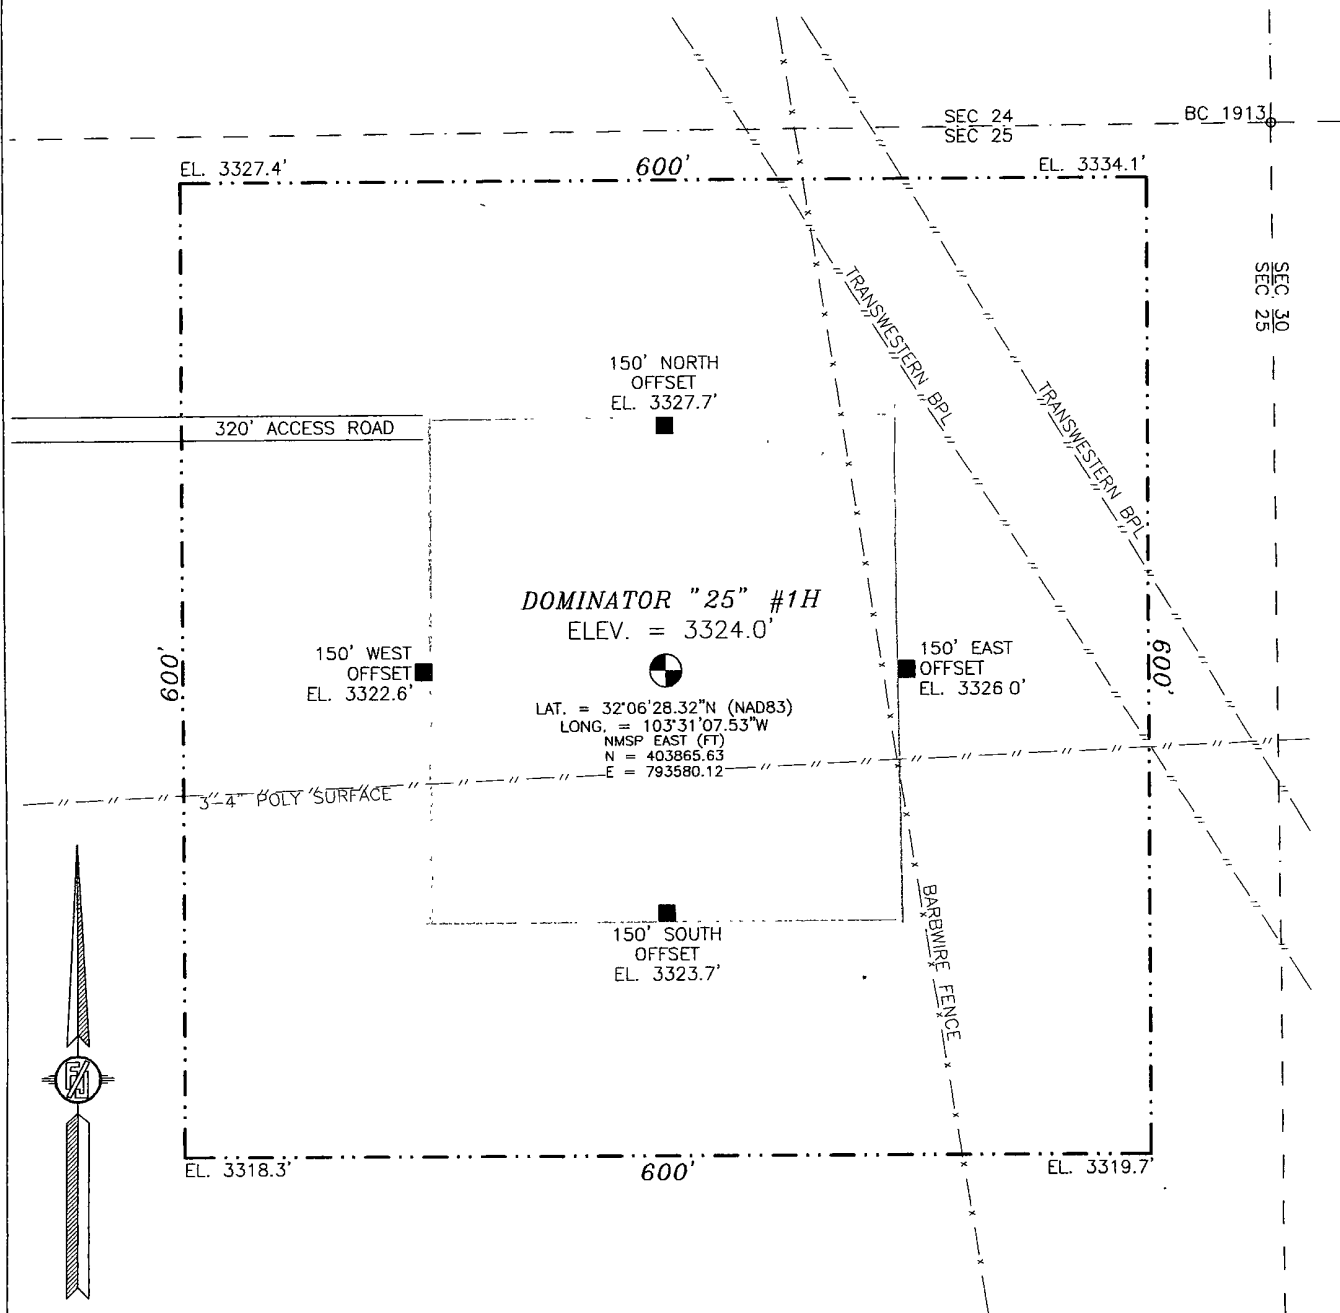 SEC 24
SEC 25
BC 1913
EL. 3327.4'
600'
EL. 3334.1'
SEC. 30
SEC 25
TRANSWESTERN BPL
TRANSWESTERN BPL
150' NORTH
OFFSET
EL. 3327.7'
320' ACCESS ROAD
DOMINATOR "25" #1H
ELEV. = 3324.0'
600'
150' WEST
OFFSET
EL. 3322.6'
150' EAST
OFFSET
EL. 3326.0'
600'
LAT. = 32°06'28.32"N (NAD83)
LONG. = 103°31'07.53"W
NMSP EAST (FT)
N = 403865.63
E = 793580.12
3-4" POLY SURFACE
BARBWIRE FENCE
150' SOUTH
OFFSET
EL. 3323.7'
EL. 3318.3'
600'
EL. 3319.7'